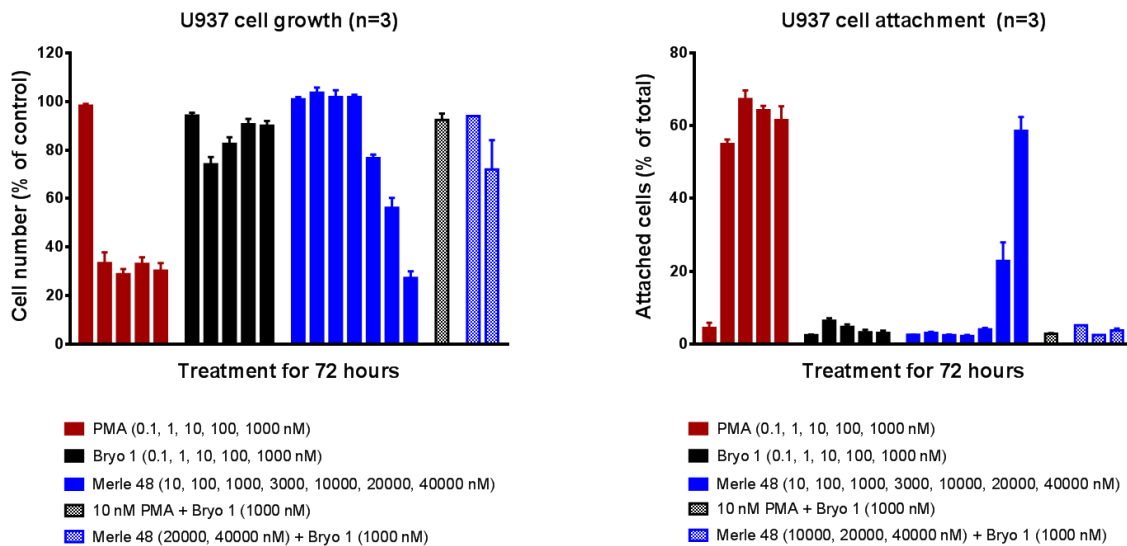 U937 cell growth (n=3)
Cell number (% of control)
120
100
80
60
40
20
0
Treatment for 72 hours
PMA (0.1, 1, 10, 100, 1000 nM)
Bryo 1 (0.1, 1, 10, 100, 1000 nM)
Merle 48 (10, 100, 1000, 3000, 10000, 20000, 40000 nM)
10 nM PMA + Bryo 1 (1000 nM)
Merle 48 (20000, 40000 nM) + Bryo 1 (1000 nM)
U937 cell attachment (n=3)
Attached cells (% of total)
80
60
40
20
0
Treatment for 72 hours
PMA (0.1, 1, 10, 100, 1000 nM)
Bryo 1 (0.1, 1, 10, 100, 1000 nM)
Merle 48 (10, 100, 1000, 3000, 10000, 20000, 40000 nM)
10 nM PMA + Bryo 1 (1000 nM)
Merle 48 (10000, 20000, 40000 nM) + Bryo 1 (1000 nM)